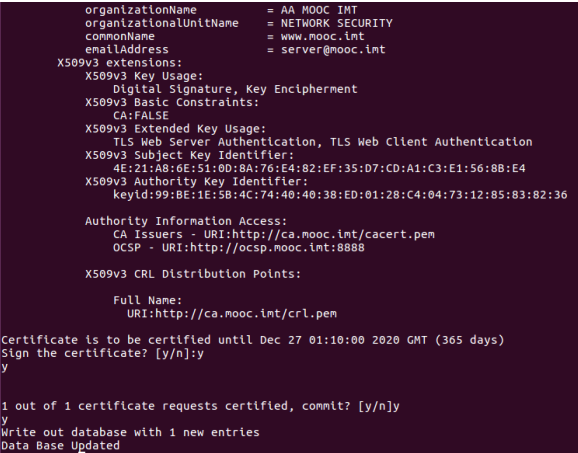 organizationName = AA MOOC IMT
organizationalUnitName = NETWORK SECURITY
commonName = www.mooc.imt
emailAddress = server@mooc.imt
X509v3 extensions:
X509v3 Key Usage:
Digital Signature, Key Encipherment
X509v3 Basic Constraints:
CA:FALSE
X509v3 Extended Key Usage:
TLS Web Server Authentication, TLS Web Client Authentication
X509v3 Subject Key Identifier:
4E:21:A8:6E:51:0D:8A:76:E4:82:EF:35:D7:CD:A1:C3:E1:56:8B:E4
X509v3 Authority Key Identifier:
keyid:99:BE:1E:5B:4C:74:40:40:38:ED:01:28:C4:04:73:12:85:83:82:36
Authority Information Access:
CA Issuers - URI:http://ca.mooc.imt/cacert.pem
OCSP - URI:http://ocsp.mooc.imt:8888
X509v3 CRL Distribution Points:
Full Name:
URI:http://ca.mooc.imt/crl.pem
Certificate is to be certified until Dec 27 01:10:00 2020 GMT (365 days)
Sign the certificate? [y/n]:y
y
1 out of 1 certificate requests certified, commit? [y/n]y
y
Write out database with 1 new entries
Data Base Updated